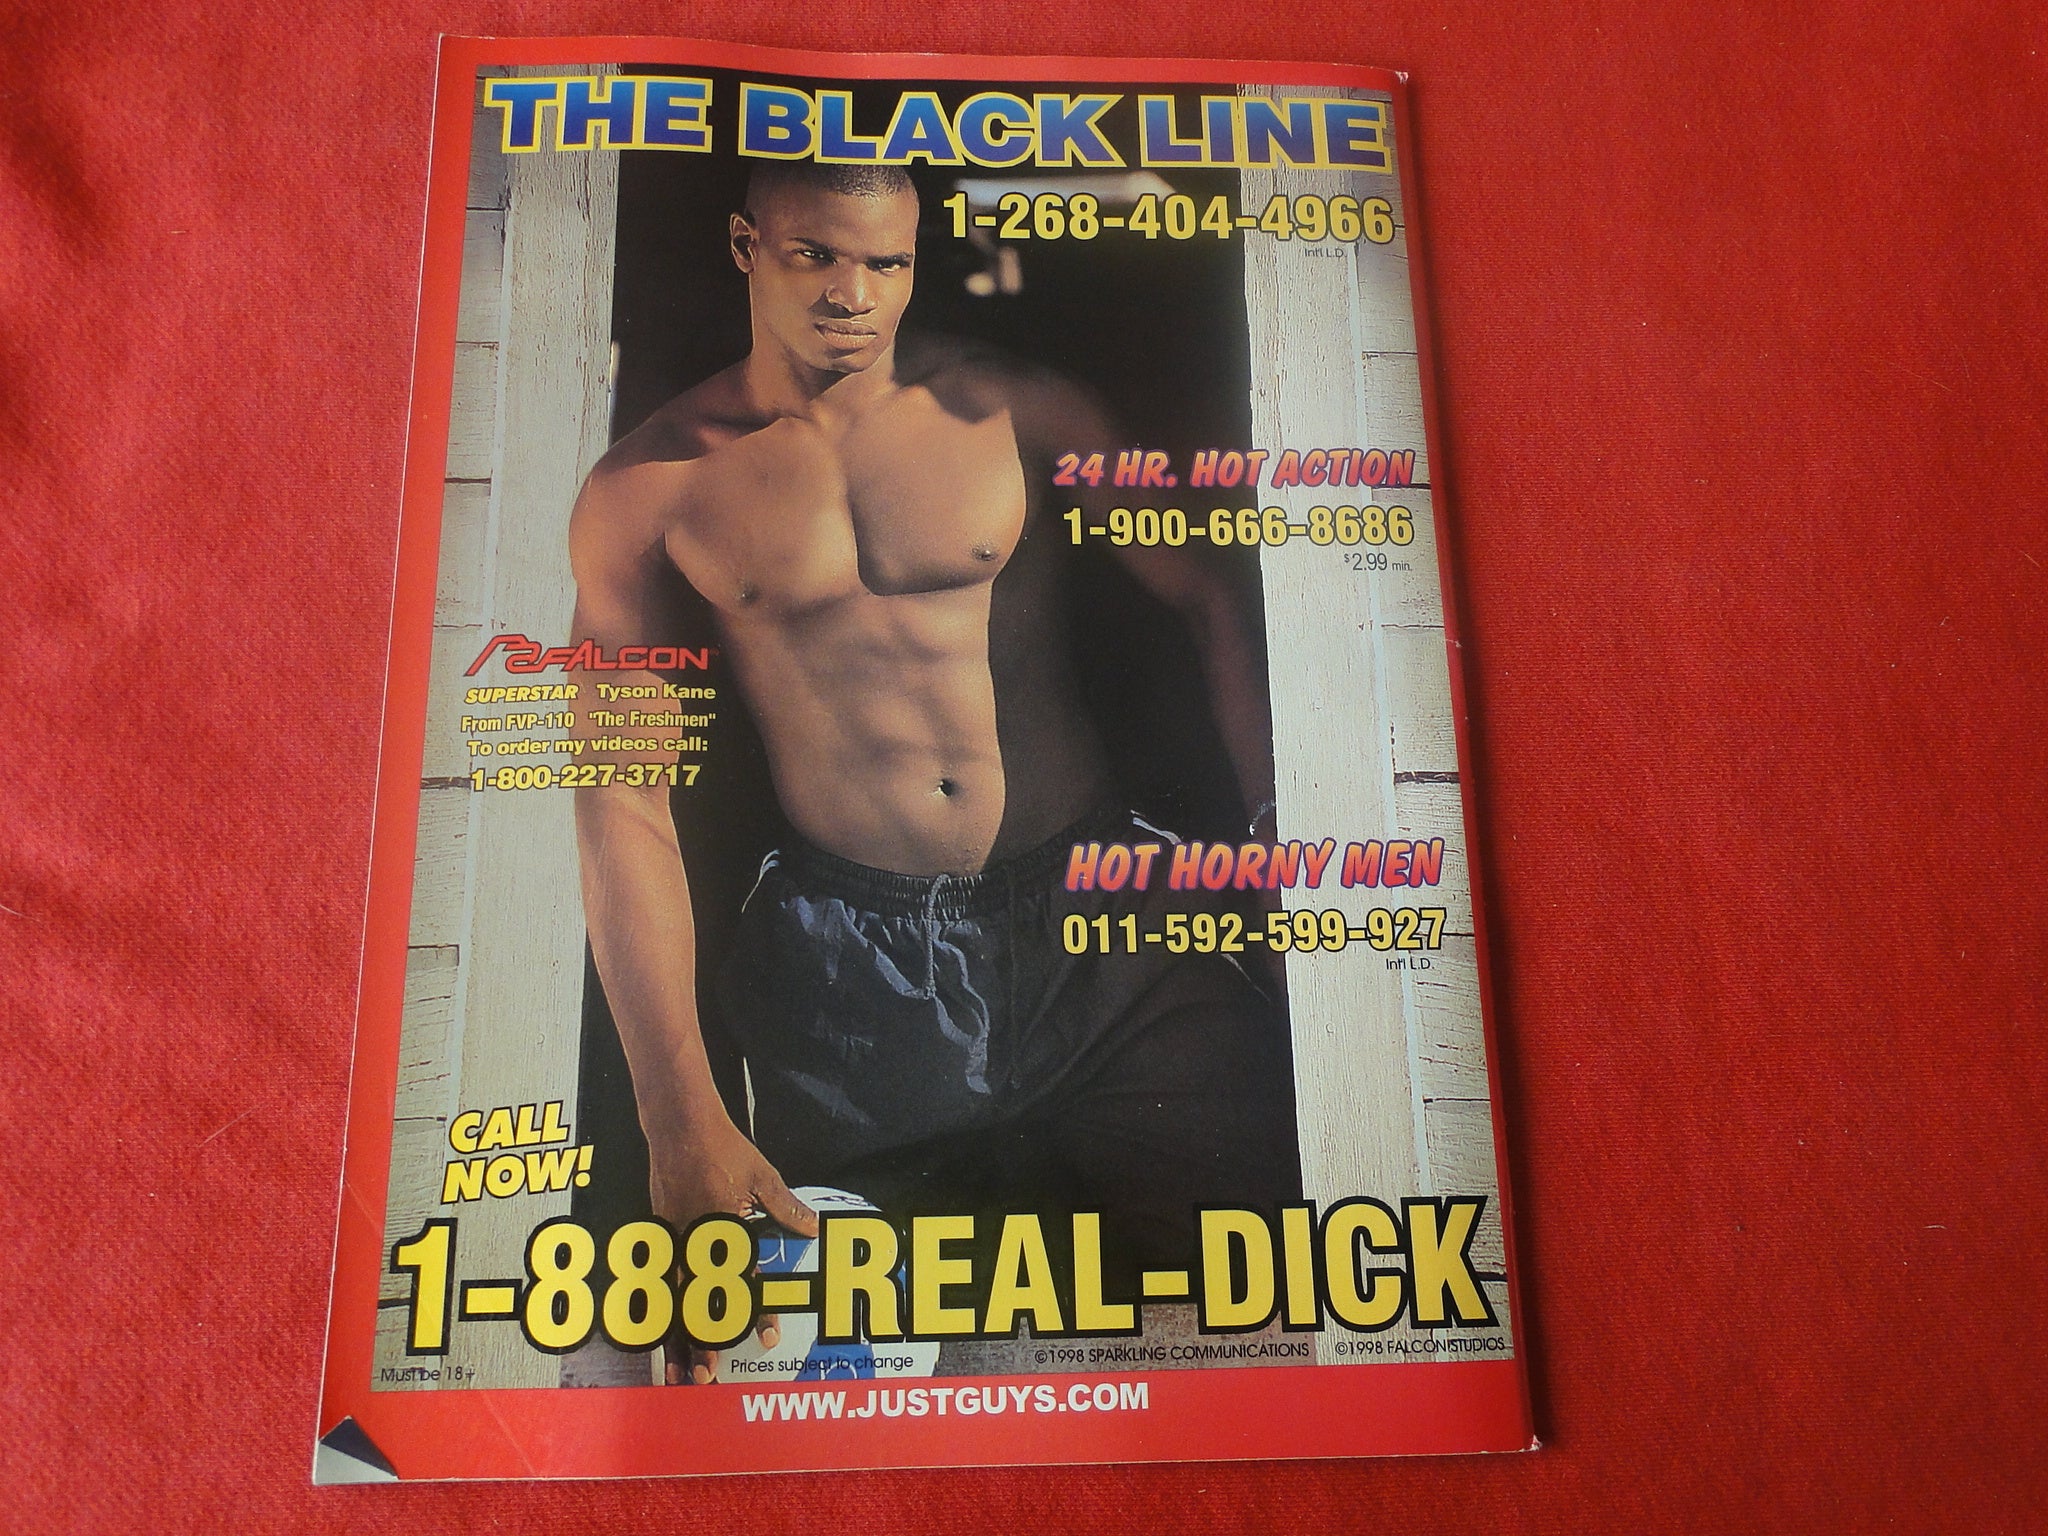 THE BLACK LINE
1-268-404-4966
Int'l L.D.
24 HR. HOT ACTION
1-900-666-8686
$2.99 min.
FALCON
SUPERSTAR Tyson Kane
From FVP-110 "The Freshmen"
To order my videos call:
1-800-227-3717
HOT HORNY MEN
011-592-599-927
Int'l L.D.
CALL
NOW!
1-888-REAL-DICK
Must be 18+
Prices subject to change
©1998 SPARKLING COMMUNICATIONS
©1998 FALCON STUDIOS
WWW.JUSTGUYS.COM